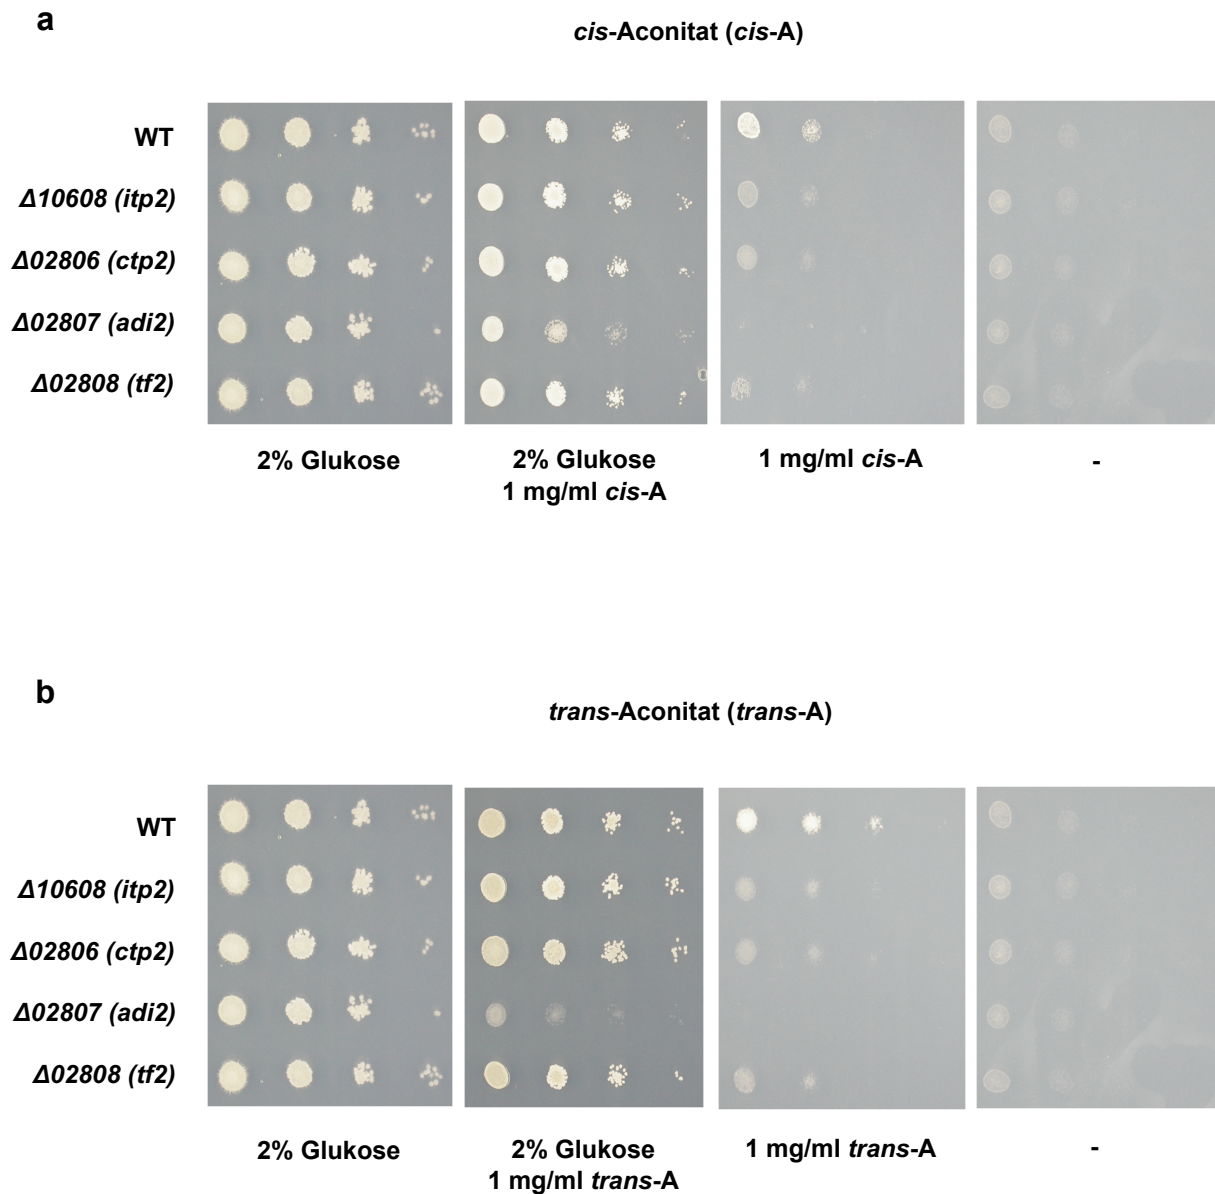 a
cis-Aconitat (cis-A)
WT
Δ10608 (itp2)
Δ02806 (ctp2)
Δ02807 (adi2)
Δ02808 (tf2)
2% Glukose
2% Glukose
1 mg/ml cis-A
1 mg/ml cis-A
-
b
trans-Aconitat (trans-A)
WT
Δ10608 (itp2)
Δ02806 (ctp2)
Δ02807 (adi2)
Δ02808 (tf2)
2% Glukose
2% Glukose
1 mg/ml trans-A
1 mg/ml trans-A
-